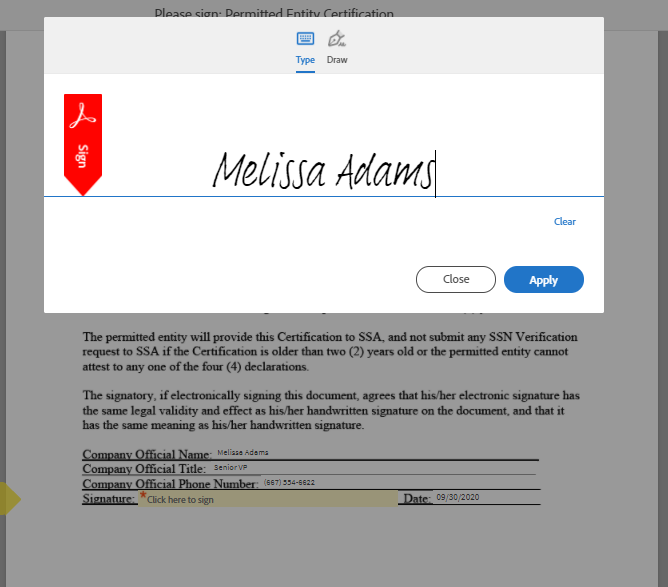 Please sign: Permitted Entity Certification
Type Draw
Sign
Melissa Adams
Clear
Close Apply
The permitted entity will provide this Certification to SSA, and not submit any SSN Verification
request to SSA if the Certification is older than two (2) years old or the permitted entity cannot
attest to any one of the four (4) declarations.
The signatory, if electronically signing this document, agrees that his/her electronic signature has
the same legal validity and effect as his/her handwritten signature on the document, and that it
has the same meaning as his/her handwritten signature.
Company Official Name: Melissa Adams
Company Official Title: Senior VP
Company Official Phone Number: (667) 554-6622
Signature: *Click here to sign Date: 09/30/2020